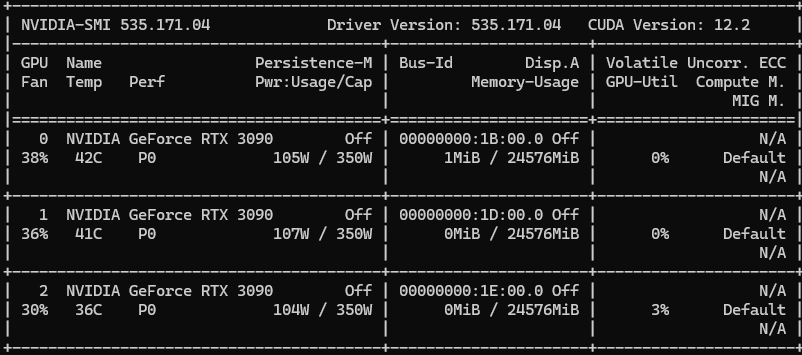 +---------------------------------------------------------------------------------------+
| NVIDIA-SMI 535.171.04             Driver Version: 535.171.04   CUDA Version: 12.2     |
|-----------------------------------------+----------------------+----------------------+
| GPU  Name                 Persistence-M | Bus-Id        Disp.A | Volatile Uncorr. ECC |
| Fan  Temp   Perf          Pwr:Usage/Cap |         Memory-Usage | GPU-Util  Compute M. |
|                                         |                      |               MIG M. |
|=========================================+======================+======================|
|   0  NVIDIA GeForce RTX 3090        Off | 00000000:1B:00.0 Off |                  N/A |
| 38%   42C    P0             105W / 350W |      1MiB / 24576MiB |      0%      Default |
|                                         |                      |                  N/A |
+-----------------------------------------+----------------------+----------------------+
|   1  NVIDIA GeForce RTX 3090        Off | 00000000:1D:00.0 Off |                  N/A |
| 36%   41C    P0             107W / 350W |      0MiB / 24576MiB |      0%      Default |
|                                         |                      |                  N/A |
+-----------------------------------------+----------------------+----------------------+
|   2  NVIDIA GeForce RTX 3090        Off | 00000000:1E:00.0 Off |                  N/A |
| 30%   36C    P0             104W / 350W |      0MiB / 24576MiB |      3%      Default |
|                                         |                      |                  N/A |
+-----------------------------------------+----------------------+----------------------+